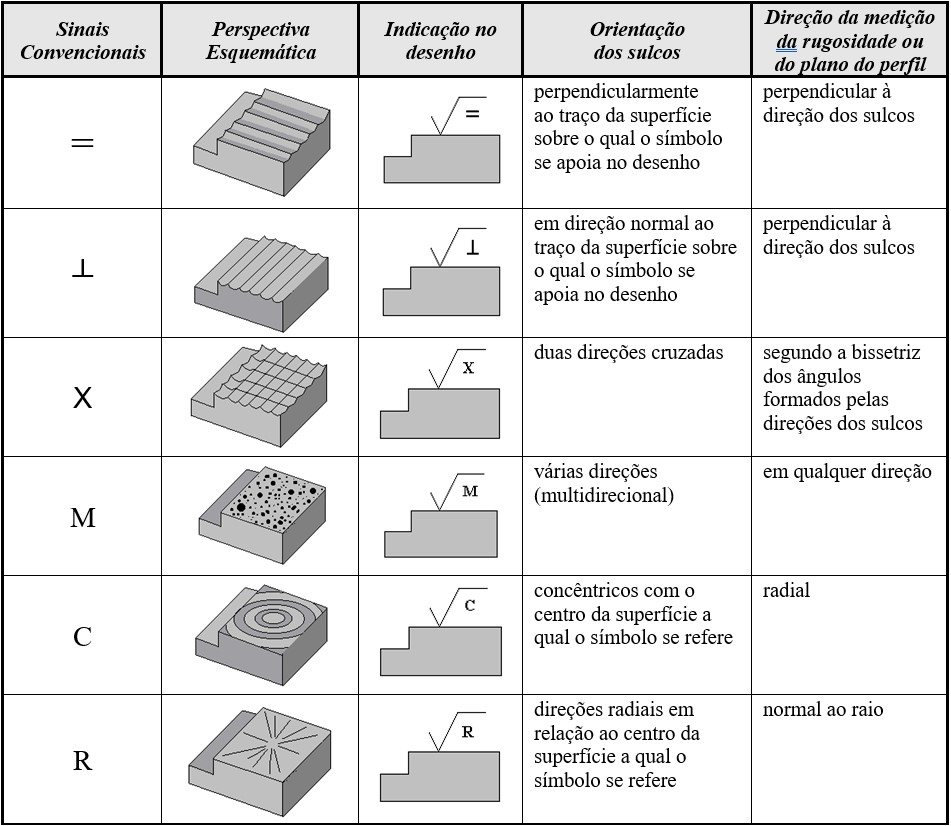 Sinais
Convencionais
Perspectiva
Esquemática
Indicação no
desenho
Orientação
dos sulcos
Direção da medição
da rugosidade ou
do plano do perfil
=
=
perpendicularmente
ao traço da superfície
sobre o qual o símbolo
se apoia no desenho
perpendicular à
direção dos sulcos
⊥
⊥
em direção normal ao
traço da superfície sobre
o qual o símbolo se
apoia no desenho
perpendicular à
direção dos sulcos
X
X
duas direções cruzadas
segundo a bissetriz
dos ângulos
formados pelas
direções dos sulcos
M
M
várias direções
(multidirecional)
em qualquer direção
C
C
concêntricos com o
centro da superfície a
qual o símbolo se refere
radial
R
R
direções radiais em
relação ao centro da
superfície a qual o
símbolo se refere
normal ao raio